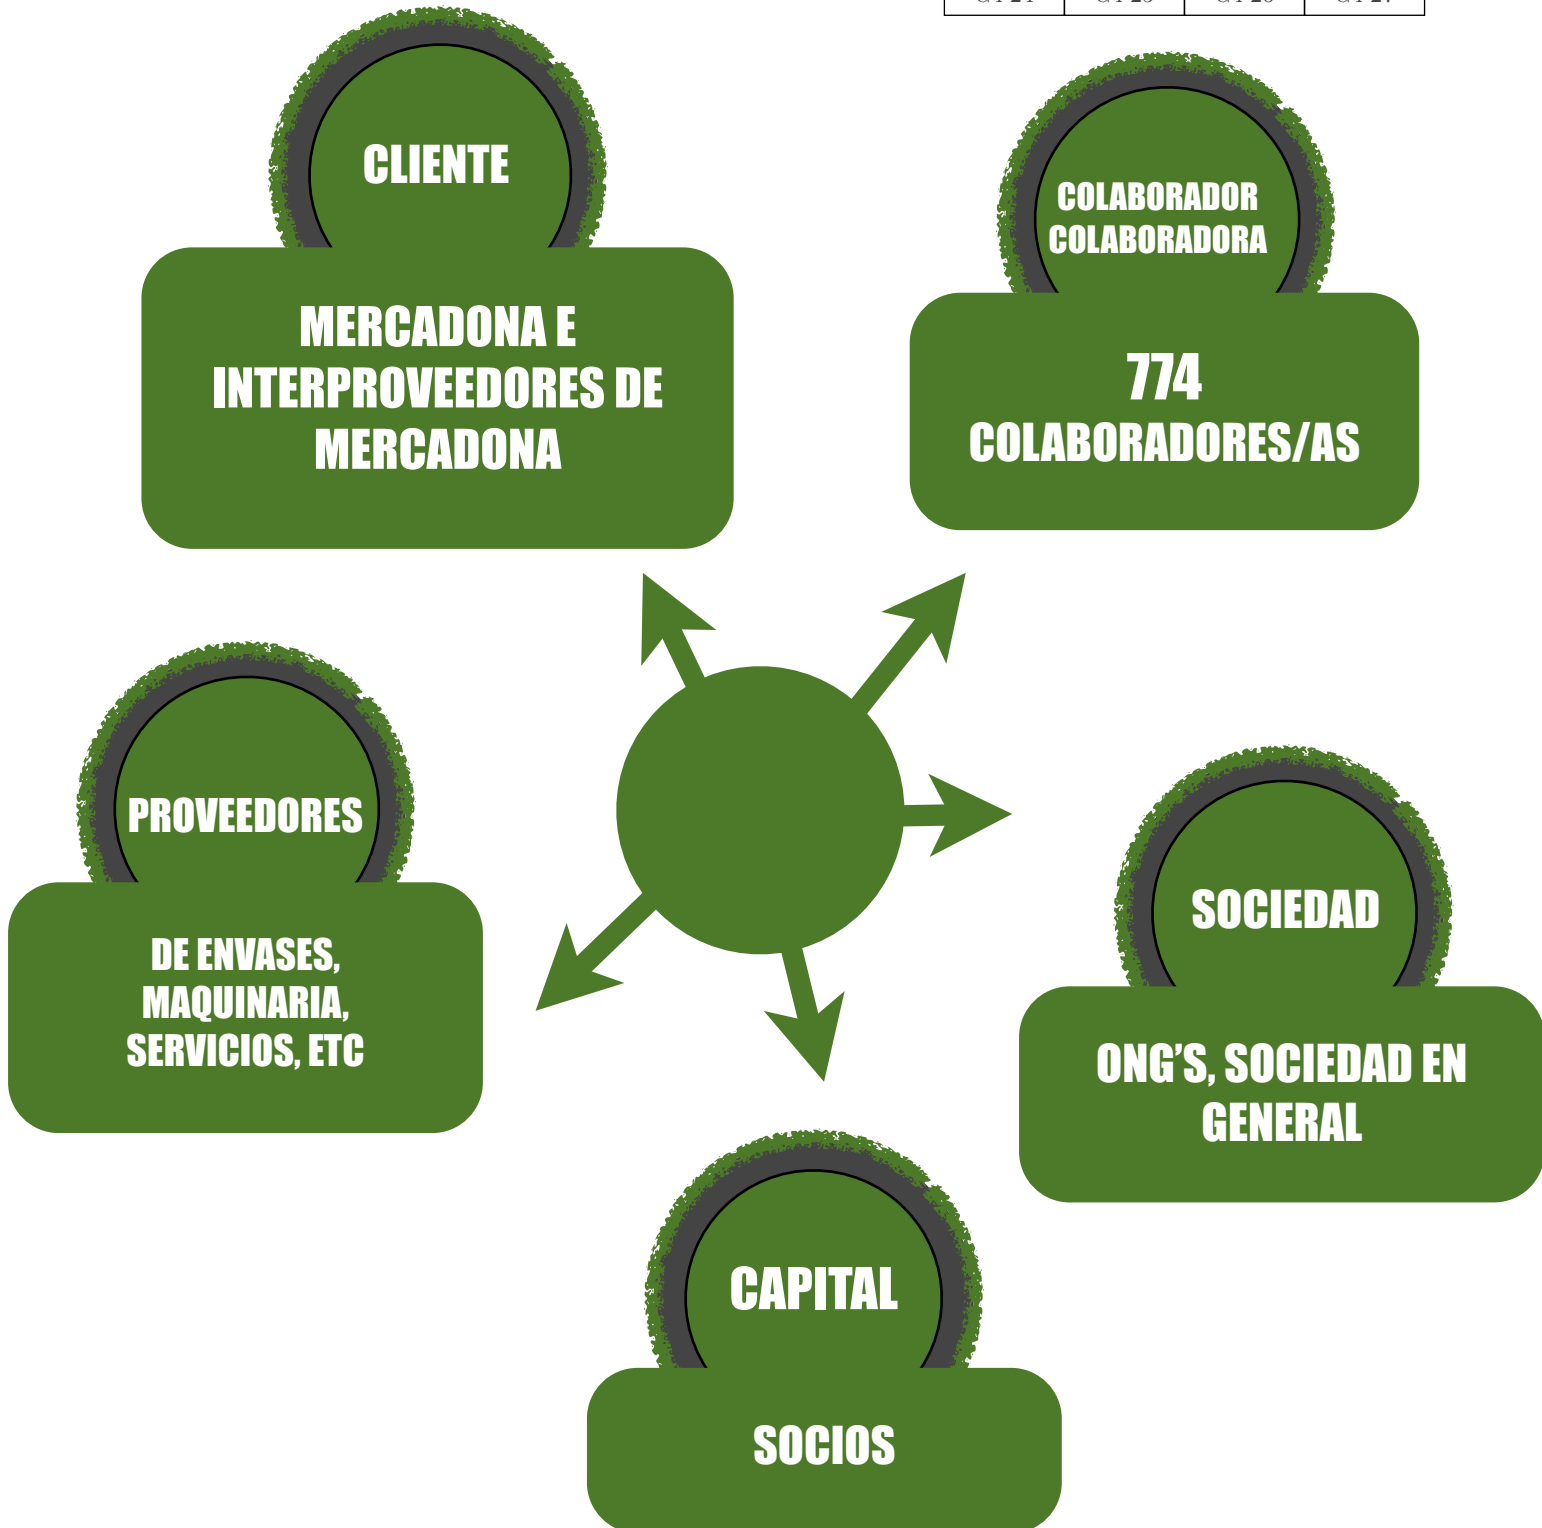 CLIENTE
MERCADONA E
INTERPROVEEDORES DE
MERCADONA
COLABORADOR
COLABORADORA
774
COLABORADORES/AS
PROVEEDORES
DE ENVASES,
MAQUINARIA,
SERVICIOS, ETC
SOCIEDAD
ONG’S, SOCIEDAD EN
GENERAL
CAPITAL
SOCIOS